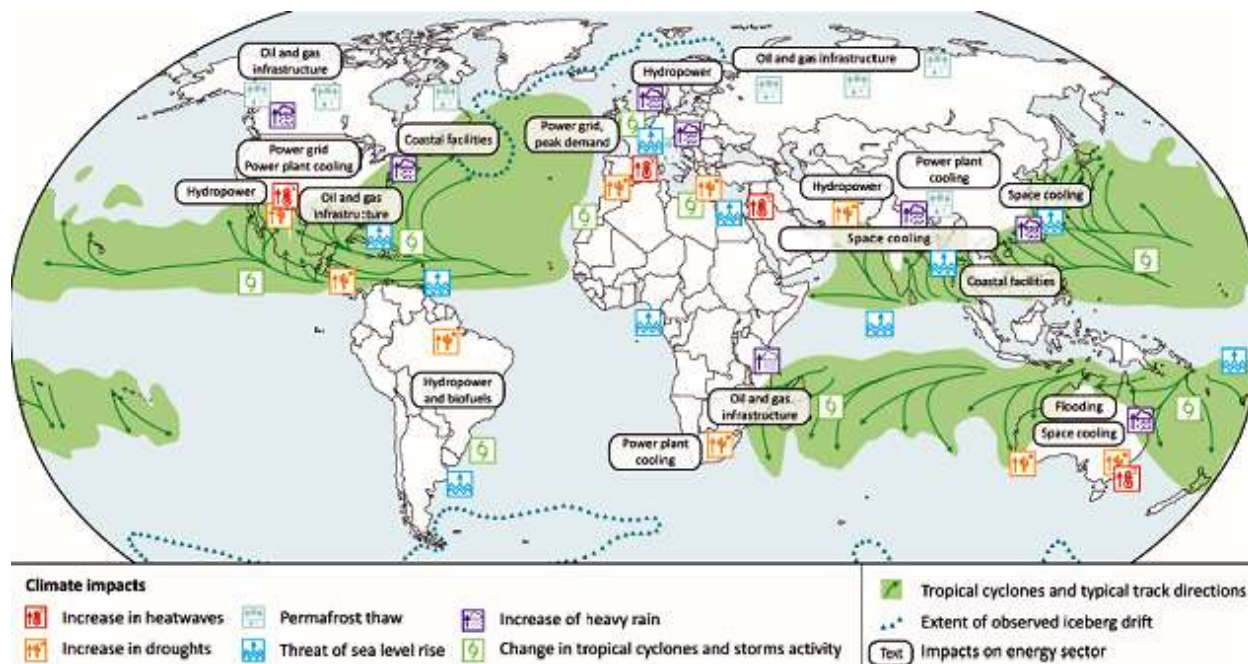 Oil and gas
infrastructure
Hydropower
Oil and gas infrastructure
Power grid,
peak demand
Coastal facilities
Power grid
Power plant cooling
Power plant
cooling
Hydropower
Oil and gas
infrastructure
Hydropower
Space cooling
Space cooling
Coastal facilities
Hydropower
and biofuels
Oil and gas
infrastructure
Flooding
Space cooling
Power plant
cooling
Climate impacts
Increase in heatwaves
Permafrost thaw
Increase of heavy rain
Increase in droughts
Threat of sea level rise
Change in tropical cyclones and storms activity
Tropical cyclones and typical track directions
Extent of observed iceberg drift
Text
Impacts on energy sector